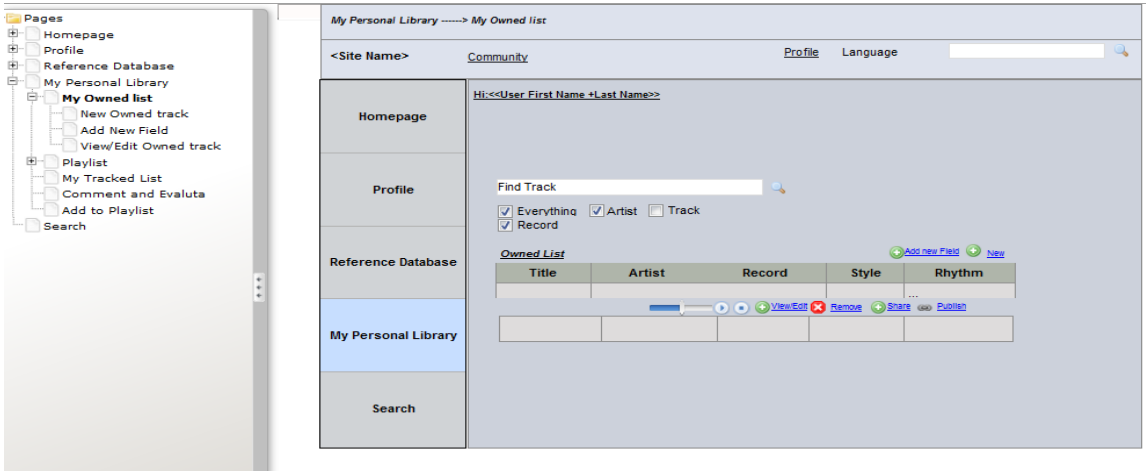 Pages
Homepage
Profile
Reference Database
My Personal Library
My Owned list
New Owned track
Add New Field
View/Edit Owned track
Playlist
My Tracked List
Comment and Evaluta
Add to Playlist
Search
My Personal Library ------> My Owned list
<Site Name> Community Profile Language
Homepage
Profile
Reference Database
My Personal Library
Search
Hi:<<User First Name +Last Name>>
Find Track
Everything Artist Track
Record
Owned List Add new Field New
Title Artist Record Style Rhythm
...
View/Edit Remove Share Publish